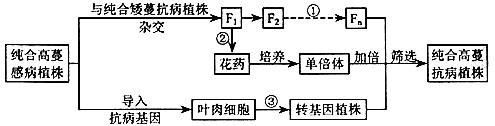 与纯合矮蔓抗病植株
杂交
F₁
F₂
①
Fₙ
②
纯合高蔓
感病植株
花药
培养
单倍体
加倍
筛选
纯合高蔓
抗病植株
导入
抗病基因
叶肉细胞
③
转基因植株